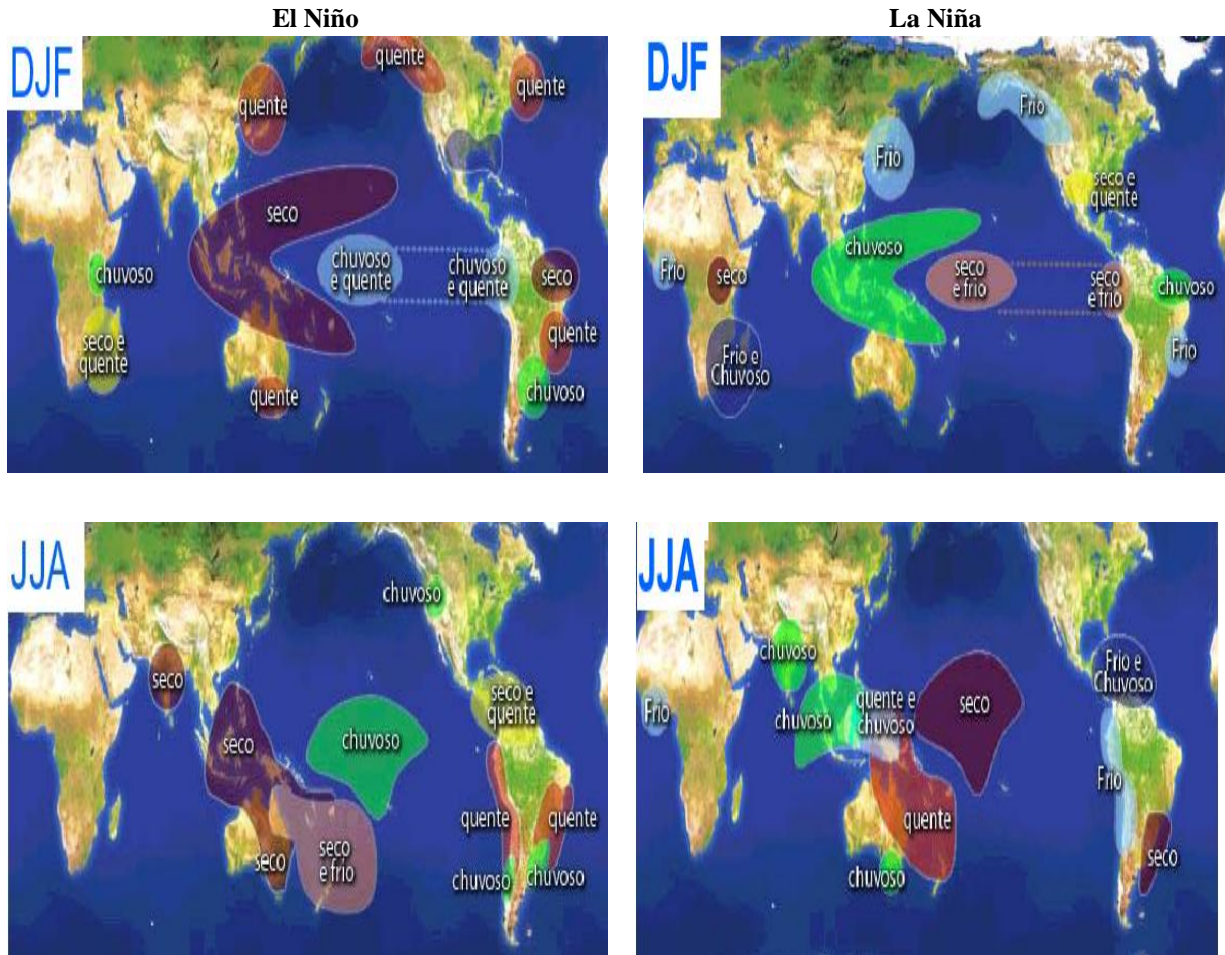 El Niño
La Niña
DJF
quente
quente
quente
seco
chuvoso
e quente
chuvoso
e quente
seco
chuvoso
seco e
quente
quente
quente
chuvoso
DJF
Frio
Frio
seco e
quente
chuvoso
seco
e frio
seco
e frio
chuvoso
Frio
seco
Frio e
Chuvoso
Frio
JJA
chuvoso
seco
seco e
quente
seco
chuvoso
quente
quente
seco
seco
e frio
chuvoso
chuvoso
JJA
chuvoso
Frio e
Chuvoso
Frio
chuvoso
quente e
chuvoso
seco
Frio
quente
seco
chuvoso